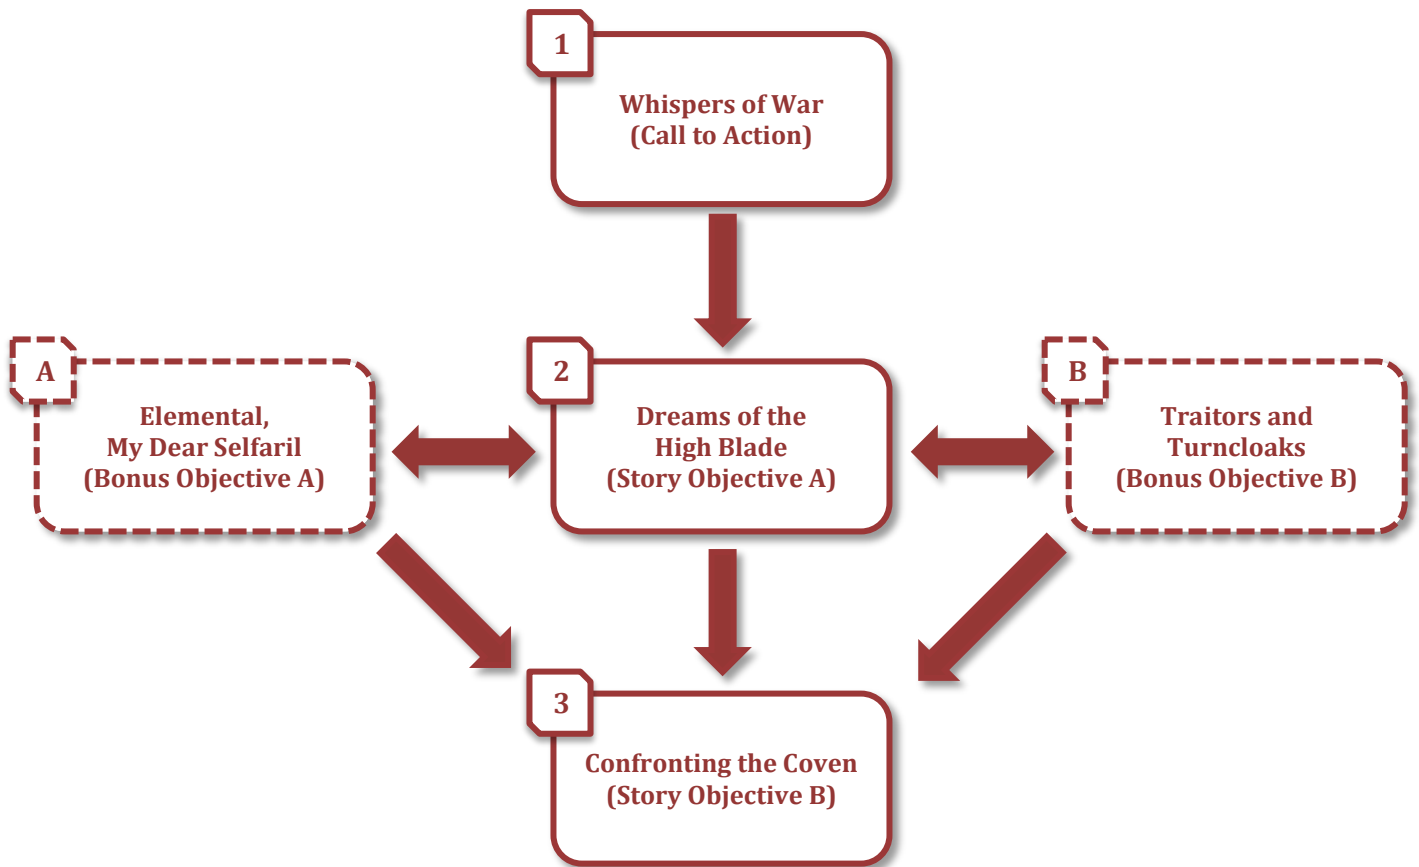 1
Whispers of War
(Call to Action)
A
Elemental,
My Dear Selfaril
(Bonus Objective A)
2
Dreams of the
High Blade
(Story Objective A)
B
Traitors and
Turncloaks
(Bonus Objective B)
3
Confronting the Coven
(Story Objective B)